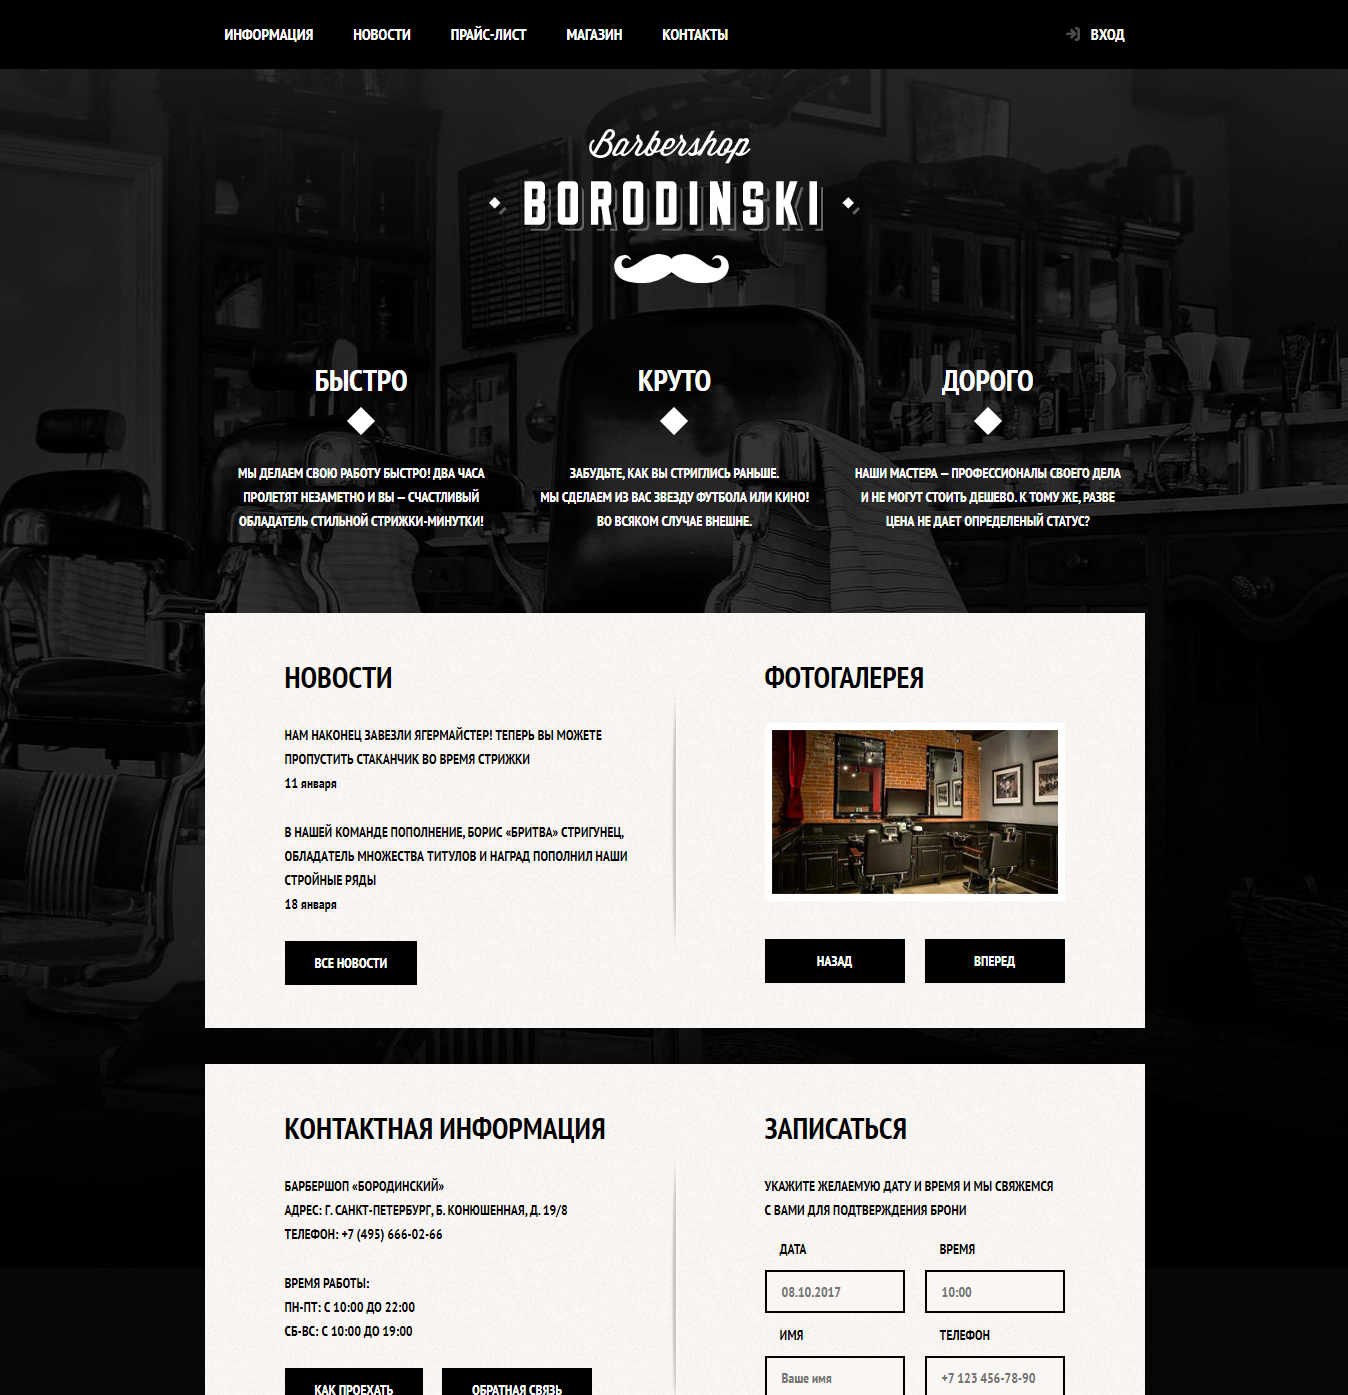 ИНФОРМАЦИЯ НОВОСТИ ПРАЙС-ЛИСТ МАГАЗИН КОНТАКТЫ ВХОД
Barbershop
BORODINSKI
БЫСТРО
МЫ ДЕЛАЕМ СВОЮ РАБОТУ БЫСТРО! ДВА ЧАСА
ПРОЛЕТЯТ НЕЗАМЕТНО И ВЫ — СЧАСТЛИВЫЙ
ОБЛАДАТЕЛЬ СТИЛЬНОЙ СТРИЖКИ-МИНУТКИ!
КРУТО
ЗАБУДЬТЕ, КАК ВЫ СТРИГЛИСЬ РАНЬШЕ.
МЫ СДЕЛАЕМ ИЗ ВАС ЗВЕЗДУ ФУТБОЛА ИЛИ КИНО!
ВО ВСЯКОМ СЛУЧАЕ ВНЕШНЕ.
ДОРОГО
НАШИ МАСТЕРА — ПРОФЕССИОНАЛЫ СВОЕГО ДЕЛА
И НЕ МОГУТ СТОИТЬ ДЕШЕВО. К ТОМУ ЖЕ, РАЗВЕ
ЦЕНА НЕ ДАЕТ ОПРЕДЕЛЕНЫЙ СТАТУС?
НОВОСТИ
НАМ НАКОНЕЦ ЗАВЕЗЛИ ЯГЕРМАЙСТЕР! ТЕПЕРЬ ВЫ МОЖЕТЕ
ПРОПУСТИТЬ СТАКАНЧИК ВО ВРЕМЯ СТРИЖКИ
11 января
В НАШЕЙ КОМАНДЕ ПОПОЛНЕНИЕ, БОРИС «БРИТВА» СТРИГУНЕЦ,
ОБЛАДАТЕЛЬ МНОЖЕСТВА ТИТУЛОВ И НАГРАД ПОПОЛНИЛ НАШИ
СТРОЙНЫЕ РЯДЫ
18 января
ВСЕ НОВОСТИ
ФОТОГАЛЕРЕЯ
НАЗАД ВПЕРЕД
КОНТАКТНАЯ ИНФОРМАЦИЯ
БАРБЕРШОП «БОРОДИНСКИЙ»
АДРЕС: Г. САНКТ-ПЕТЕРБУРГ, Б. КОНЮШЕННАЯ, Д. 19/8
ТЕЛЕФОН: +7 (495) 666-02-66
ВРЕМЯ РАБОТЫ:
ПН-ПТ: С 10:00 ДО 22:00
СБ-ВС: С 10:00 ДО 19:00
КАК ПРОЕХАТЬ ОБРАТНАЯ СВЯЗЬ
ЗАПИСАТЬСЯ
УКАЖИТЕ ЖЕЛАЕМУЮ ДАТУ И ВРЕМЯ И МЫ СВЯЖЕМСЯ
С ВАМИ ДЛЯ ПОДТВЕРЖДЕНИЯ БРОНИ
ДАТА ВРЕМЯ
08.10.2017 10:00
ИМЯ ТЕЛЕФОН
Ваше имя +7 123 456-78-90